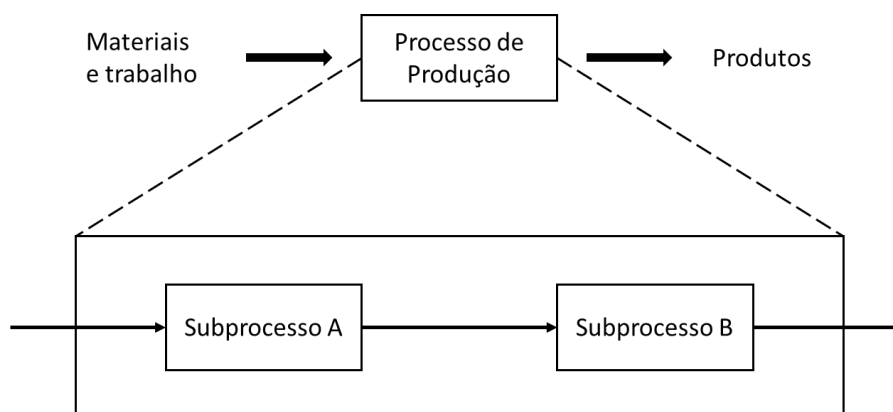 Materiais
e trabalho
Processo de
Produção
Produtos
Subprocesso A
Subprocesso B